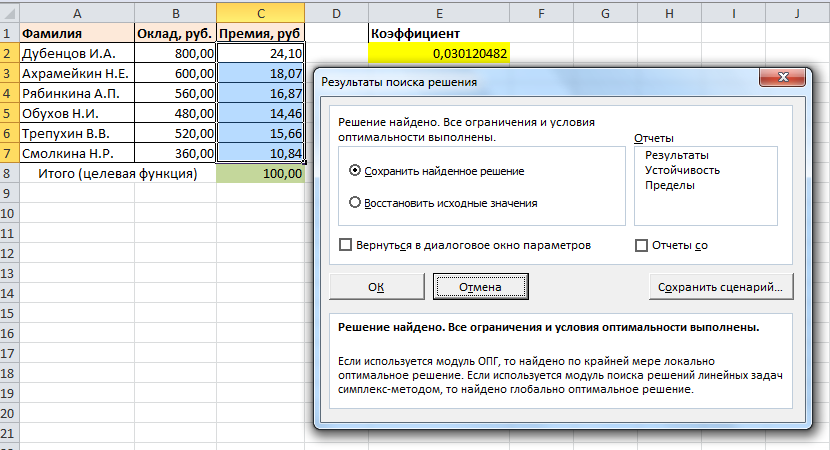 A B C D E F G H I J
1 Фамилия Оклад, руб. Премия, руб Коэффициент
2 Дубенцов И.А. 800,00 24,10 0,030120482
3 Ахрамейкин Н.Е. 600,00 18,07
4 Рябинкина А.П. 560,00 16,87
5 Обухов Н.И. 480,00 14,46
6 Трепухин В.В. 520,00 15,66
7 Смолкина Н.Р. 360,00 10,84
8 Итого (целевая функция) 100,00
9
10
11
12
13
14
15
16
17
18
19
20
21
Результаты поиска решения
Решение найдено. Все ограничения и условия
оптимальности выполнены.
Сохранить найденное решение
Восстановить исходные значения
Отчеты
Результаты
Устойчивость
Пределы
Вернуться в диалоговое окно параметров
Отчеты со
ОК
Отмена
Сохранить сценарий...
Решение найдено. Все ограничения и условия оптимальности выполнены.
Если используется модуль ОПГ, то найдено по крайней мере локально
оптимальное решение. Если используется модуль поиска решений линейных задач
симплекс-методом, то найдено глобально оптимальное решение.